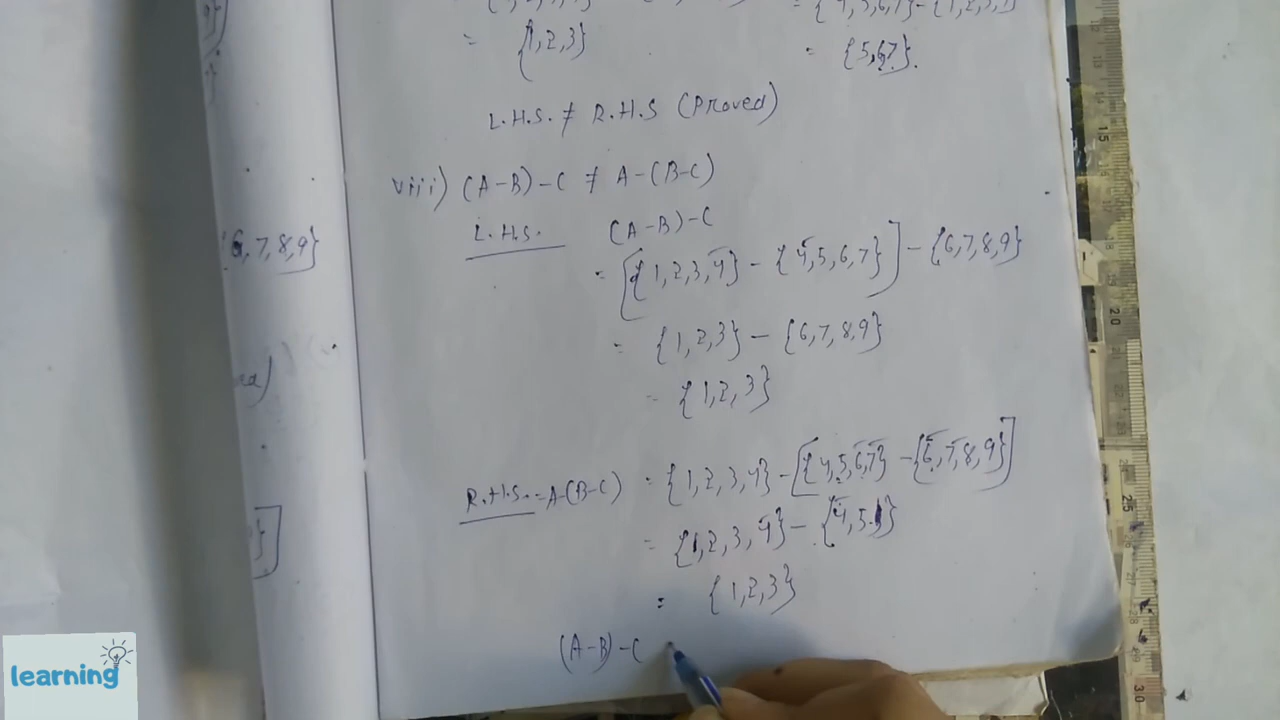 = {1,2,3}
= {5,6,7}.
L.H.S. ≠ R.H.S (Proved)
viii) (A-B)-C ≠ A-(B-C)
L.H.S. (A-B)-C
= [{1,2,3,4} - {4,5,6,7}] - {6,7,8,9}
6,7,8,9}
= {1,2,3} - {6,7,8,9}
= {1,2,3}
R.H.S. = A-(B-C) = {1,2,3,4} - [{4,5,6,7} - {6,7,8,9}]
= {1,2,3,4} - {4,5}
= {1,2,3}
(A-B)-C
learning